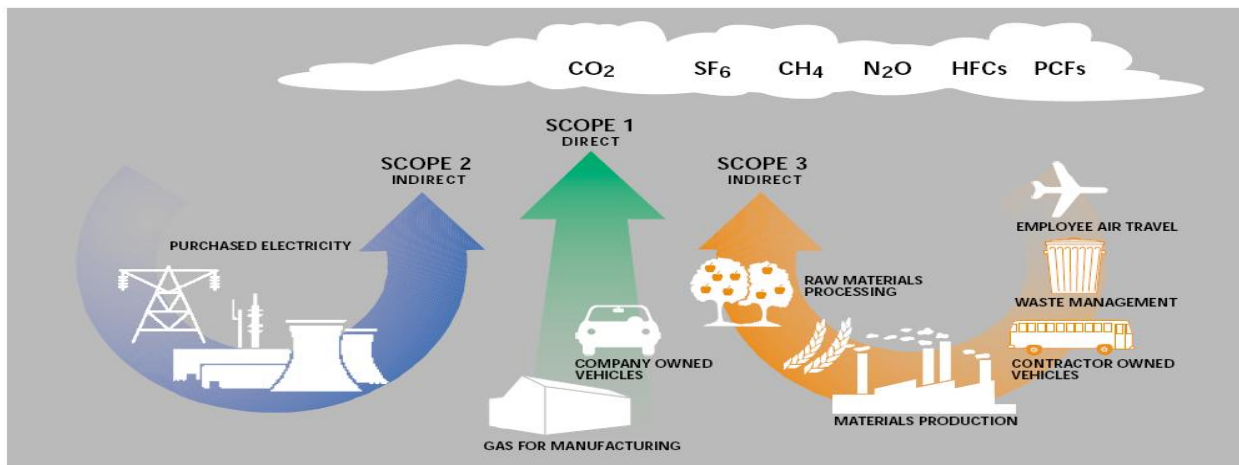 CO₂ SF₆ CH₄ N₂O HFCs PCFs
SCOPE 1
DIRECT
SCOPE 2
INDIRECT
SCOPE 3
INDIRECT
PURCHASED ELECTRICITY
COMPANY OWNED
VEHICLES
GAS FOR MANUFACTURING
RAW MATERIALS
PROCESSING
MATERIALS PRODUCTION
EMPLOYEE AIR TRAVEL
WASTE MANAGEMENT
CONTRACTOR OWNED
VEHICLES